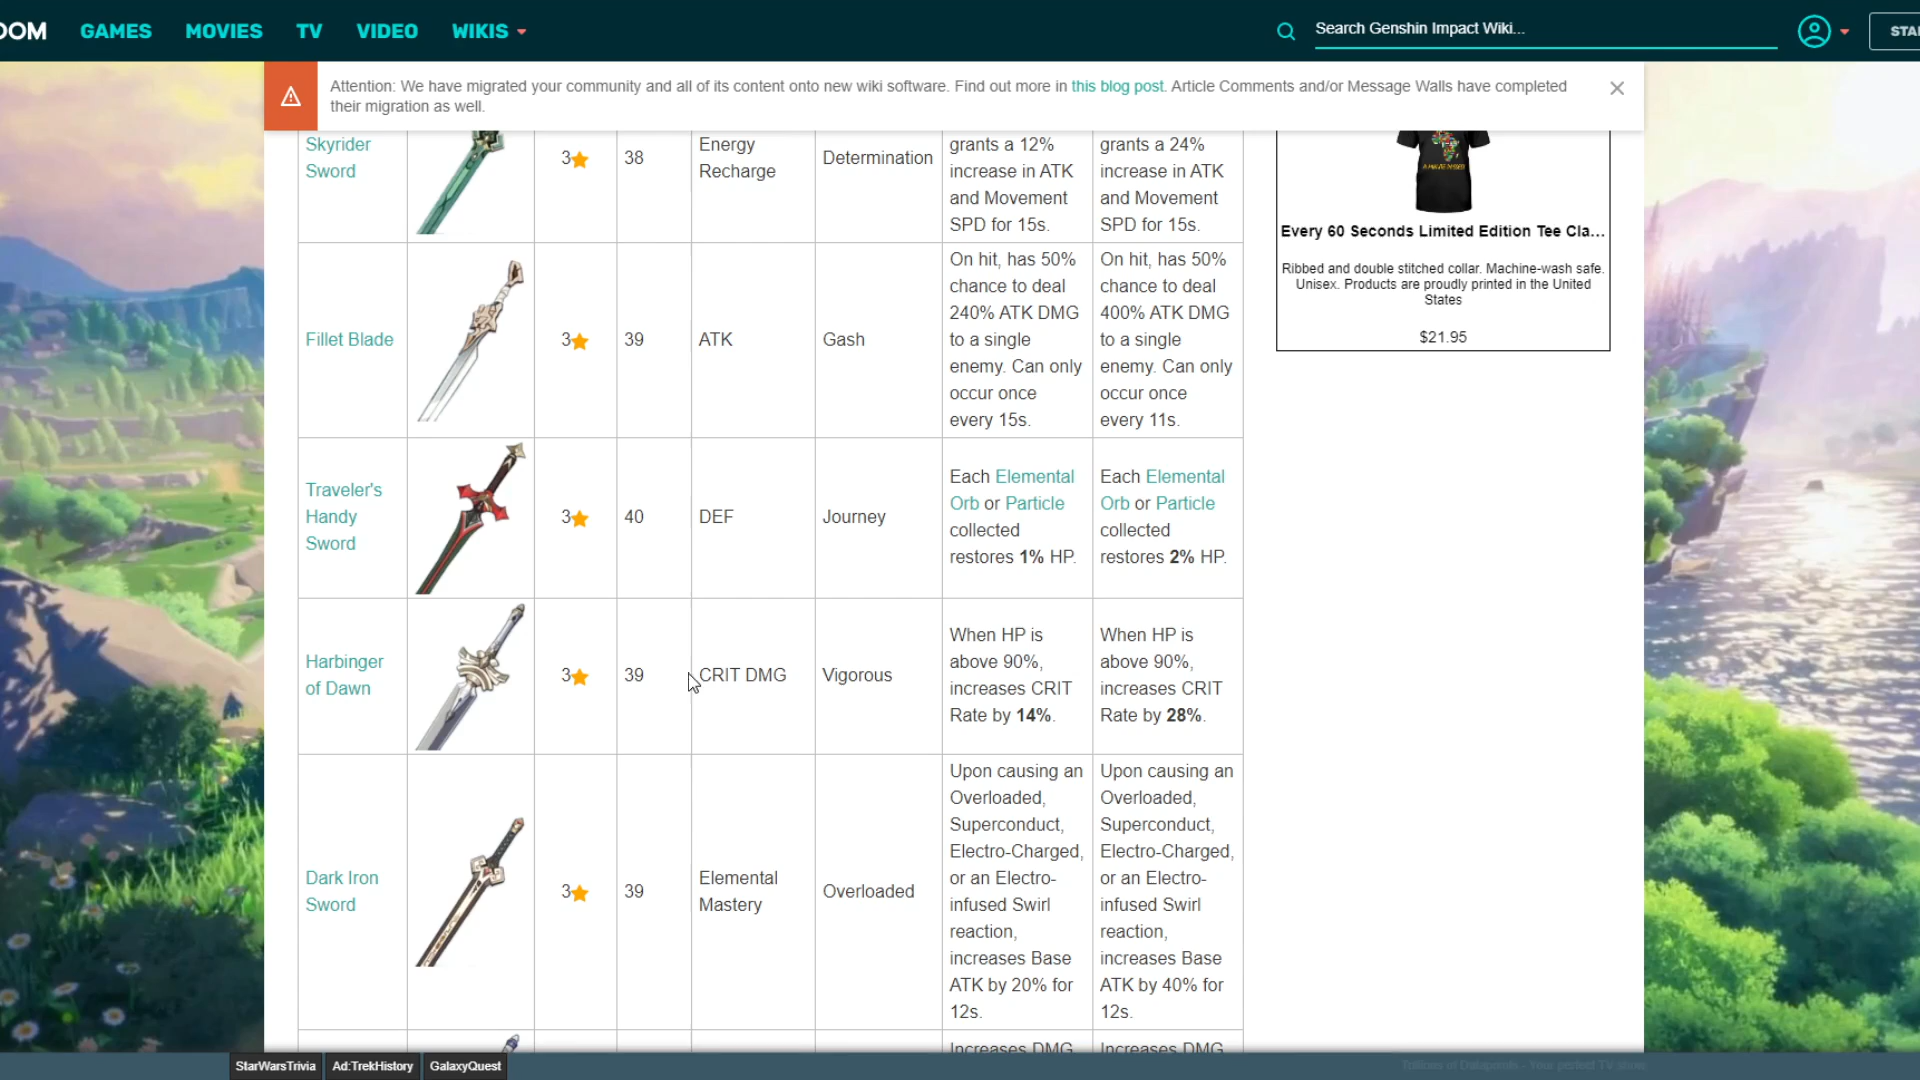 OOM GAMES MOVIES TV VIDEO WIKIS Search Genshin Impact Wiki... STA
Attention: We have migrated your community and all of its content onto new wiki software. Find out more in this blog post. Article Comments and/or Message Walls have completed
their migration as well.
Skyrider
Sword
3
38
Energy
Recharge
Determination
grants a 12%
increase in ATK
and Movement
SPD for 15s.
grants a 24%
increase in ATK
and Movement
SPD for 15s.
Fillet Blade
3
39
ATK
Gash
On hit, has 50%
chance to deal
240% ATK DMG
to a single
enemy. Can only
occur once
every 15s.
On hit, has 50%
chance to deal
400% ATK DMG
to a single
enemy. Can only
occur once
every 11s.
Traveler's
Handy
Sword
3
40
DEF
Journey
Each Elemental
Orb or Particle
collected
restores 1% HP.
Each Elemental
Orb or Particle
collected
restores 2% HP.
Harbinger
of Dawn
3
39
CRIT DMG
Vigorous
When HP is
above 90%,
increases CRIT
Rate by 14%.
When HP is
above 90%,
increases CRIT
Rate by 28%.
Dark Iron
Sword
3
39
Elemental
Mastery
Overloaded
Upon causing an
Overloaded,
Superconduct,
Electro-Charged,
or an Electro-
infused Swirl
reaction,
increases Base
ATK by 20% for
12s.
Upon causing an
Overloaded,
Superconduct,
Electro-Charged,
or an Electro-
infused Swirl
reaction,
increases Base
ATK by 40% for
12s.
Increases DMG
Increases DMG
Every 60 Seconds Limited Edition Tee Cla...
Ribbed and double stitched collar. Machine-wash safe.
Unisex. Products are proudly printed in the United
States
$21.95
StarWarsTrivia Ad:TrekHistory GalaxyQuest